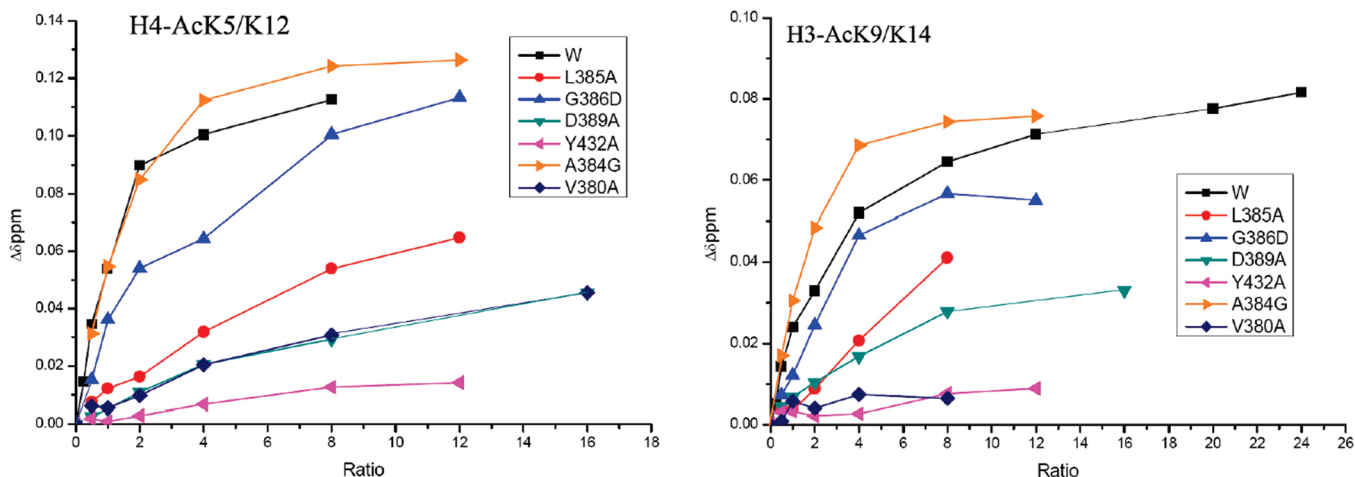 H4-AcK5/K12
0.14
0.12
0.10
0.08
0.06
0.04
0.02
0.00
Δδppm
0 2 4 6 8 10 12 14 16 18
Ratio
W
L385A
G386D
D389A
Y432A
A384G
V380A
H3-AcK9/K14
0.10
0.08
0.06
0.04
0.02
0.00
Δδppm
0 2 4 6 8 10 12 14 16 18 20 22 24 26
Ratio
W
L385A
G386D
D389A
Y432A
A384G
V380A